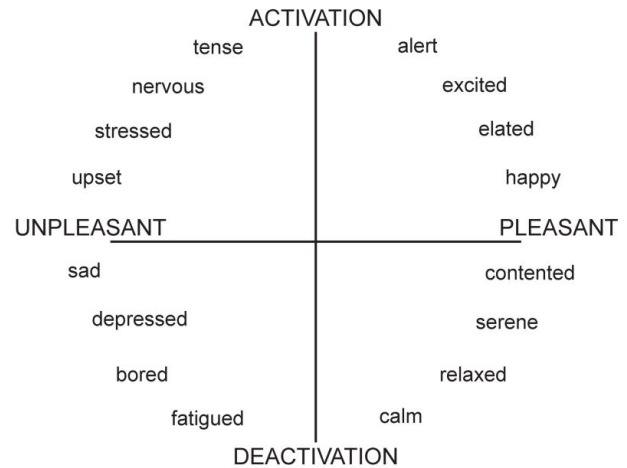 ACTIVATION
tense alert
nervous excited
stressed elated
upset happy
UNPLEASANT PLEASANT
sad contented
depressed serene
bored relaxed
fatigued calm
DEACTIVATION